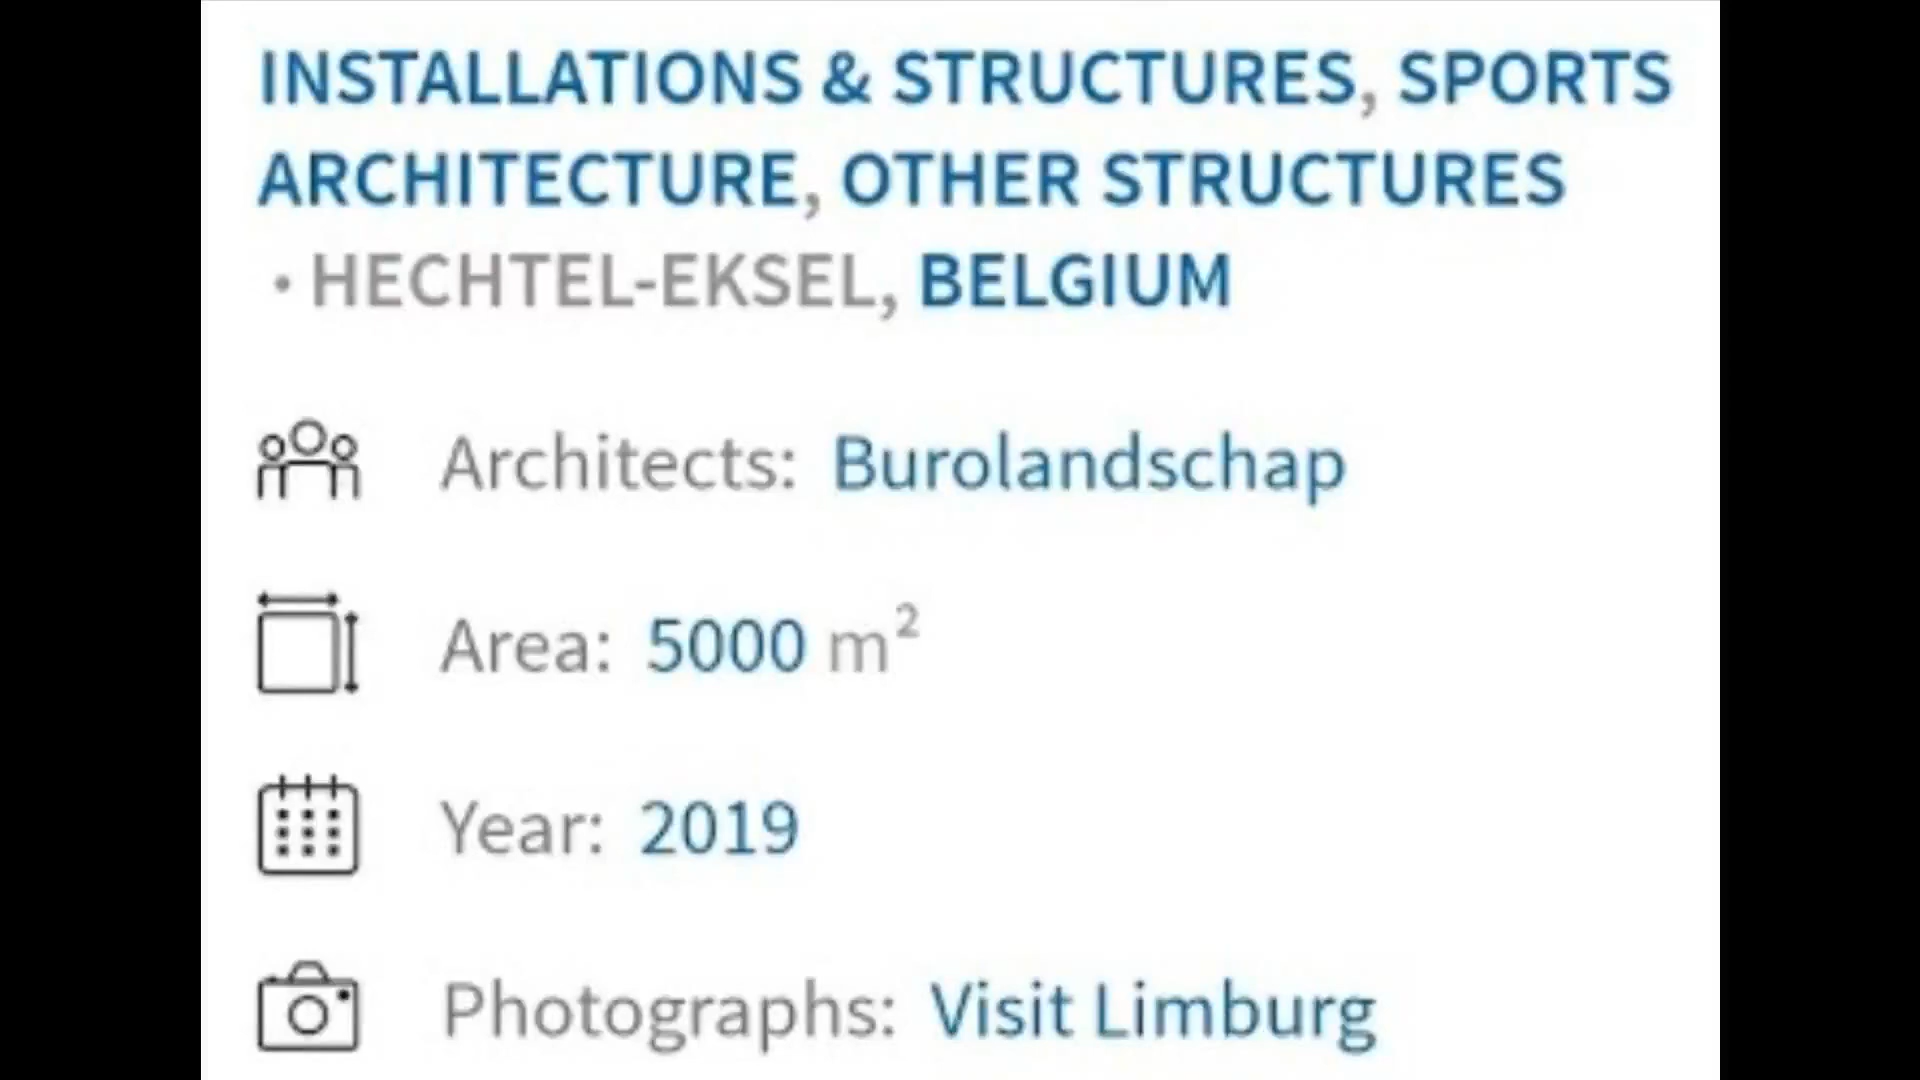 INSTALLATIONS & STRUCTURES, SPORTS
ARCHITECTURE, OTHER STRUCTURES
• HECHTEL-EKSEL, BELGIUM
Architects: Burolandschap
Area: 5000 m²
Year: 2019
Photographs: Visit Limburg